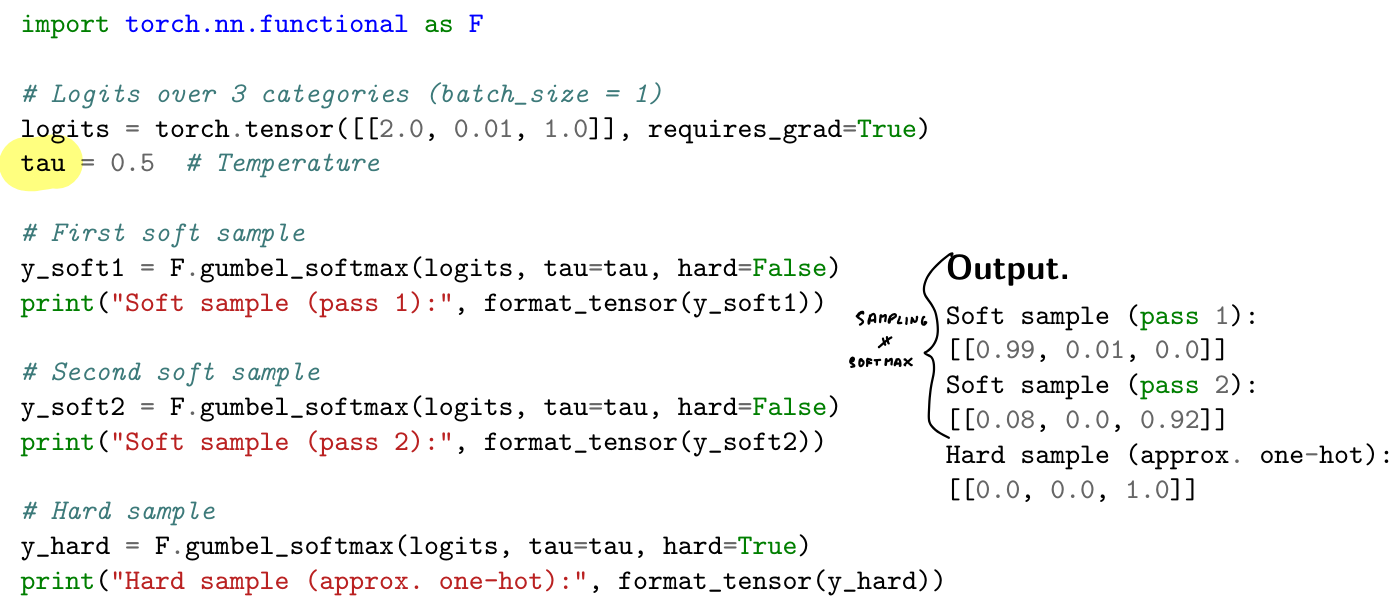 import torch.nn.functional as F
# Logits over 3 categories (batch_size = 1)
logits = torch.tensor([[2.0, 0.01, 1.0]], requires_grad=True)
tau = 0.5  # Temperature
# First soft sample
y_soft1 = F.gumbel_softmax(logits, tau=tau, hard=False)
print("Soft sample (pass 1):", format_tensor(y_soft1))
# Second soft sample
y_soft2 = F.gumbel_softmax(logits, tau=tau, hard=False)
print("Soft sample (pass 2):", format_tensor(y_soft2))
# Hard sample
y_hard = F.gumbel_softmax(logits, tau=tau, hard=True)
print("Hard sample (approx. one-hot):", format_tensor(y_hard))
SAMPLING
*
SOFTMAX
Output.
Soft sample (pass 1):
[[0.99, 0.01, 0.0]]
Soft sample (pass 2):
[[0.08, 0.0, 0.92]]
Hard sample (approx. one-hot):
[[0.0, 0.0, 1.0]]